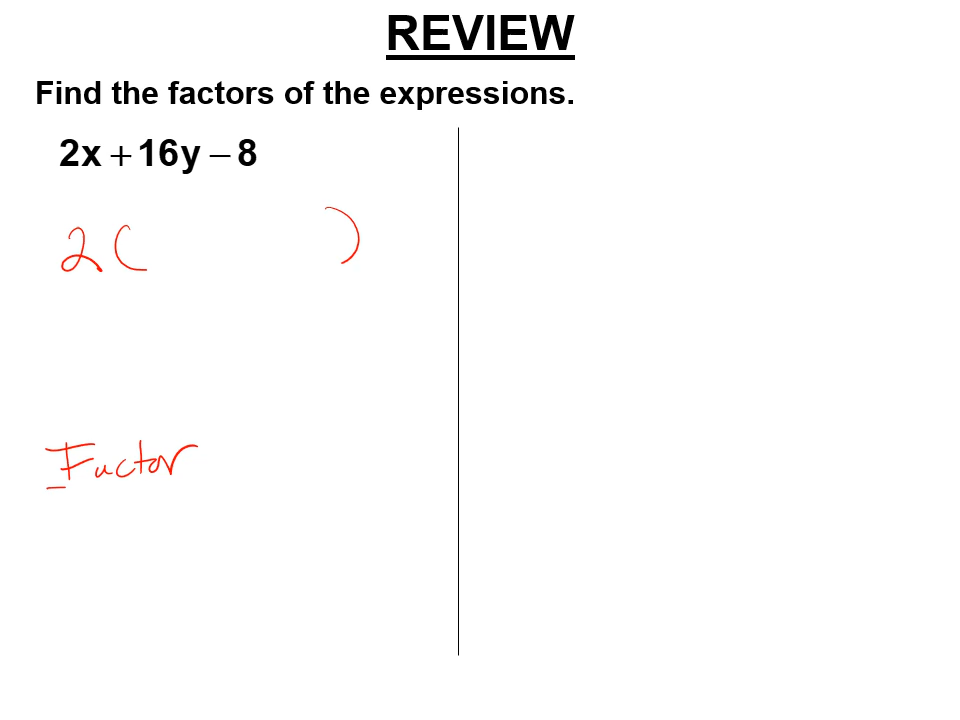 REVIEW
Find the factors of the expressions.
2x + 16y − 8
2 ( )
Factor